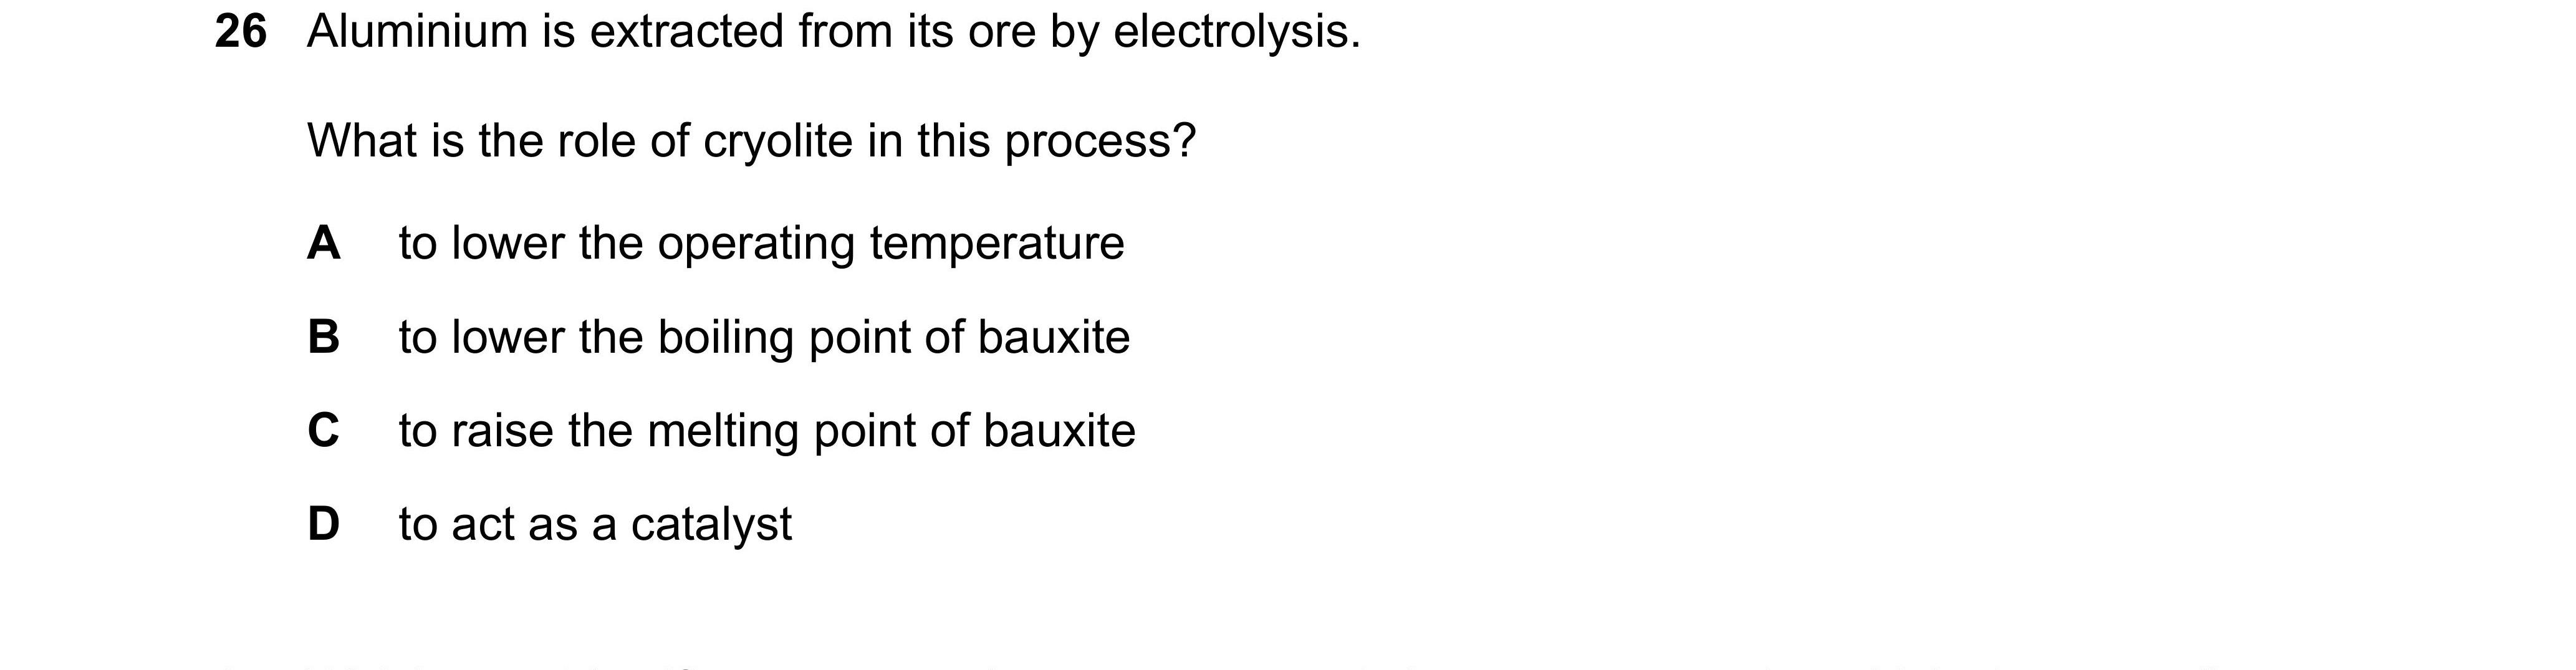 26 Aluminium is extracted from its ore by electrolysis.
What is the role of cryolite in this process?
A to lower the operating temperature
B to lower the boiling point of bauxite
C to raise the melting point of bauxite
D to act as a catalyst